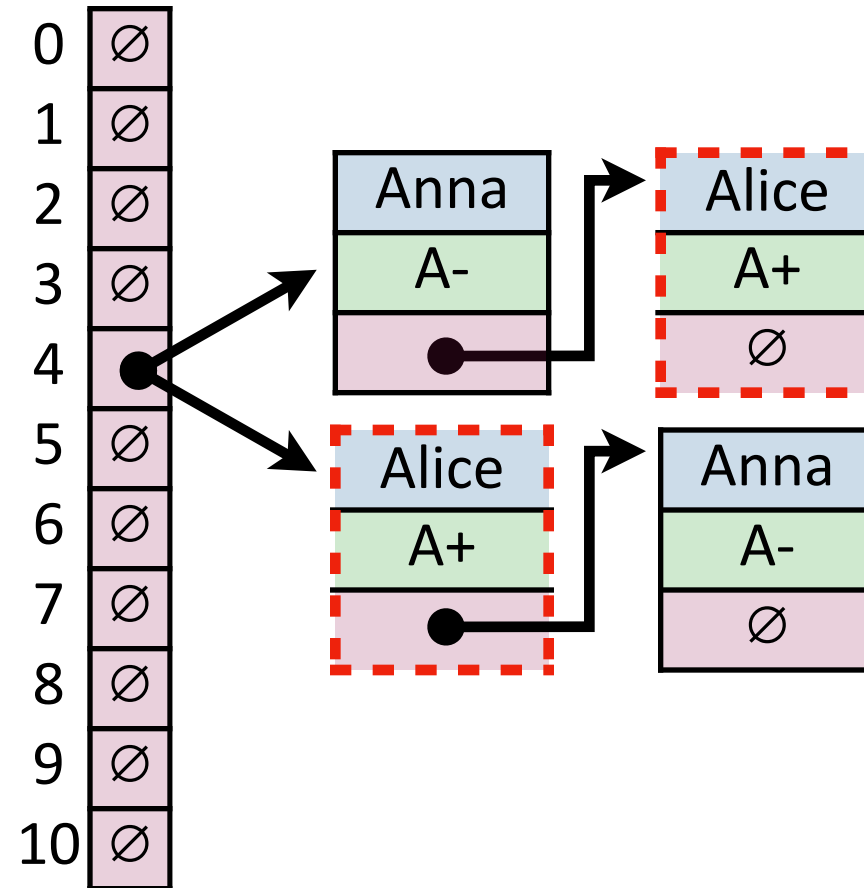 0 ∅
1 ∅
2 ∅
3 ∅
4
5 ∅
6 ∅
7 ∅
8 ∅
9 ∅
10 ∅
Anna
A-
Alice
A+
∅
Alice
A+
Anna
A-
∅